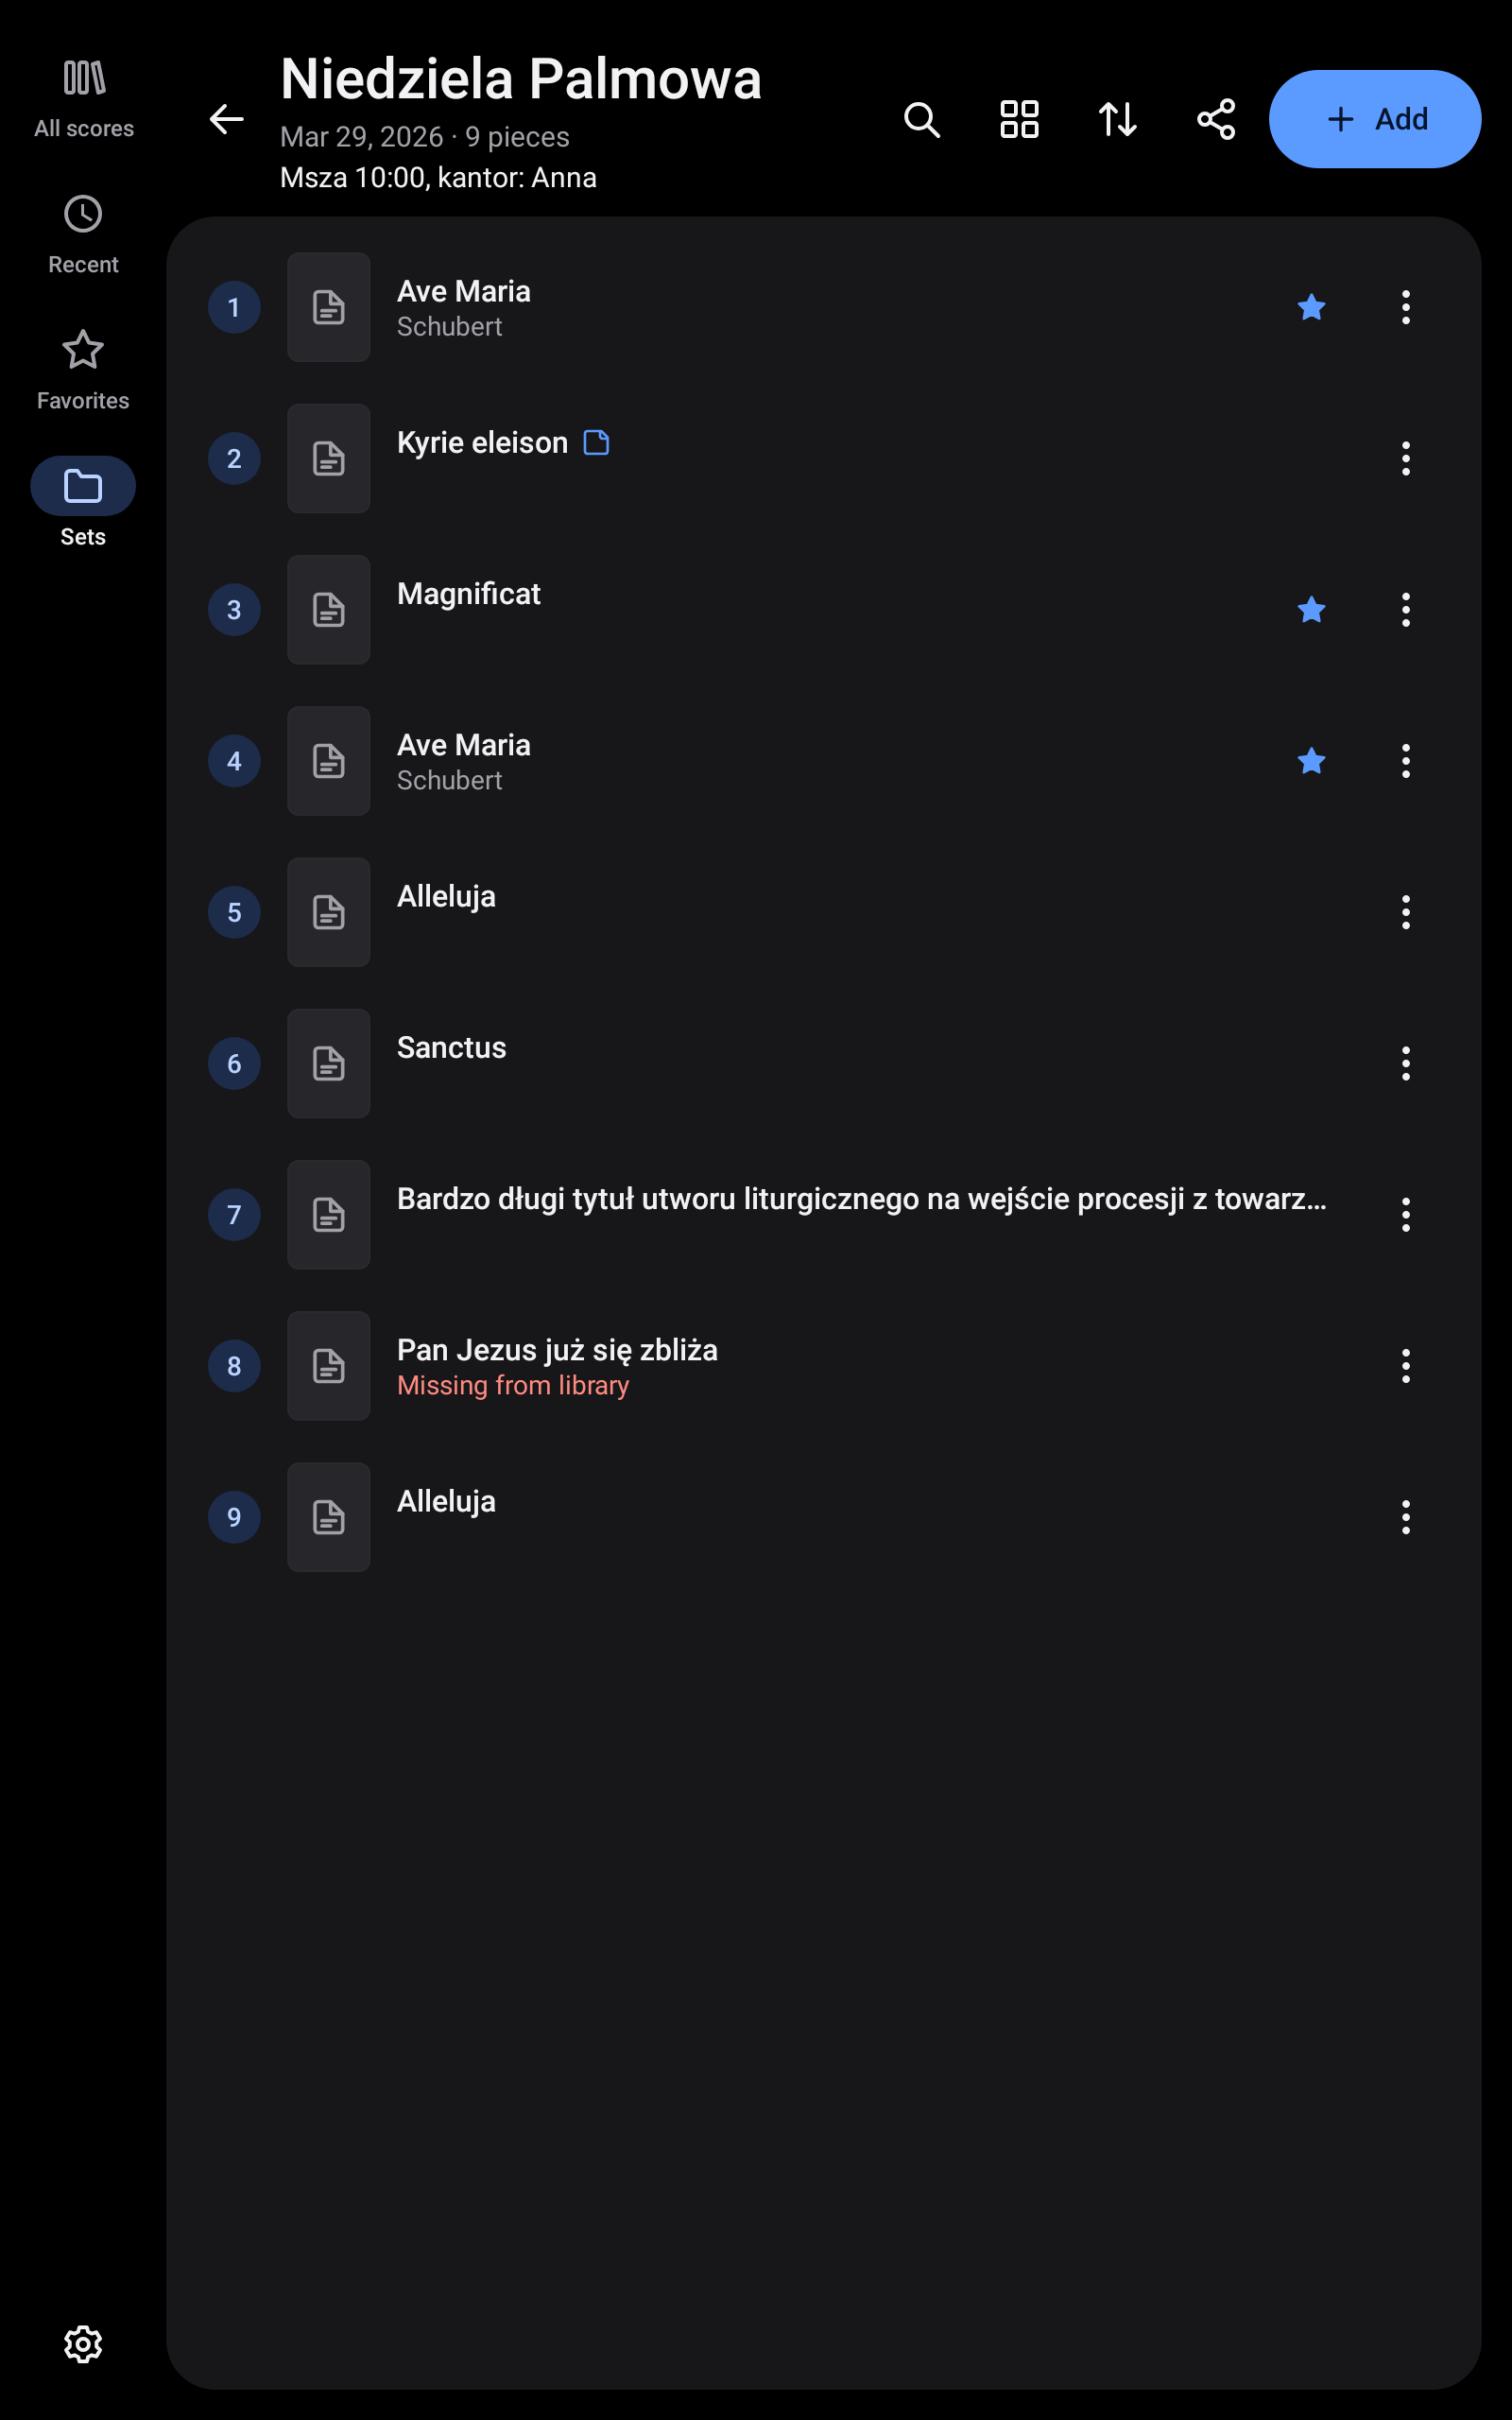 All scores
Recent
Favorites
Sets
Niedziela Palmowa
Mar 29, 2026 · 9 pieces
Msza 10:00, kantor: Anna
Add
1
Ave Maria
Schubert
2
Kyrie eleison
3
Magnificat
4
Ave Maria
Schubert
5
Alleluja
6
Sanctus
7
Bardzo długi tytuł utworu liturgicznego na wejście procesji z towarz...
8
Pan Jezus już się zbliża
Missing from library
9
Alleluja